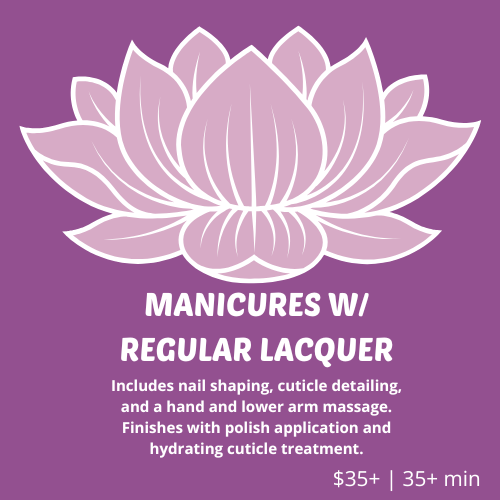 MANICURES W/
REGULAR LACQUER
Includes nail shaping, cuticle detailing,
and a hand and lower arm massage.
Finishes with polish application and
hydrating cuticle treatment.
$35+ | 35+ min